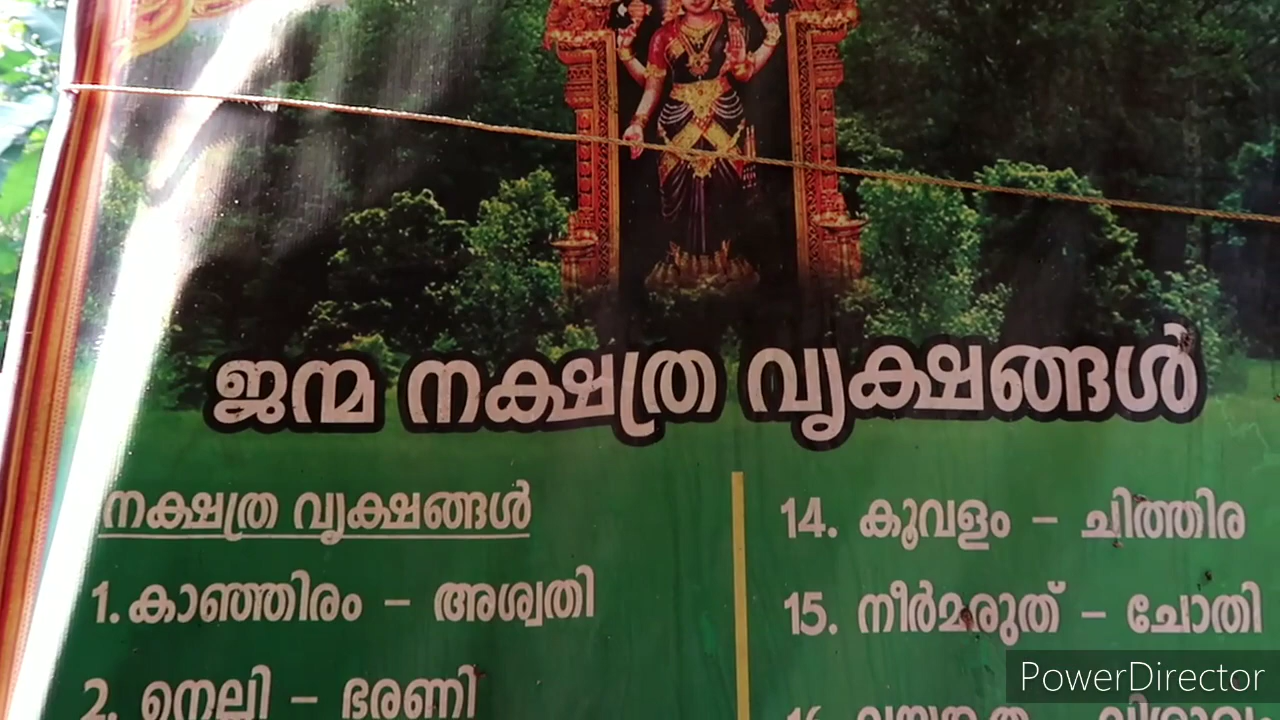 ജന്മ നക്ഷത്ര വൃക്ഷങ്ങൾ
നക്ഷത്ര വൃക്ഷങ്ങൾ
1. കാഞ്ഞിരം - അശ്വതി
2. നെല്ലി - ഭരണി
14. കൂവളം - ചിത്തിര
15. നീർമരുത് - ചോതി
16.
PowerDirector